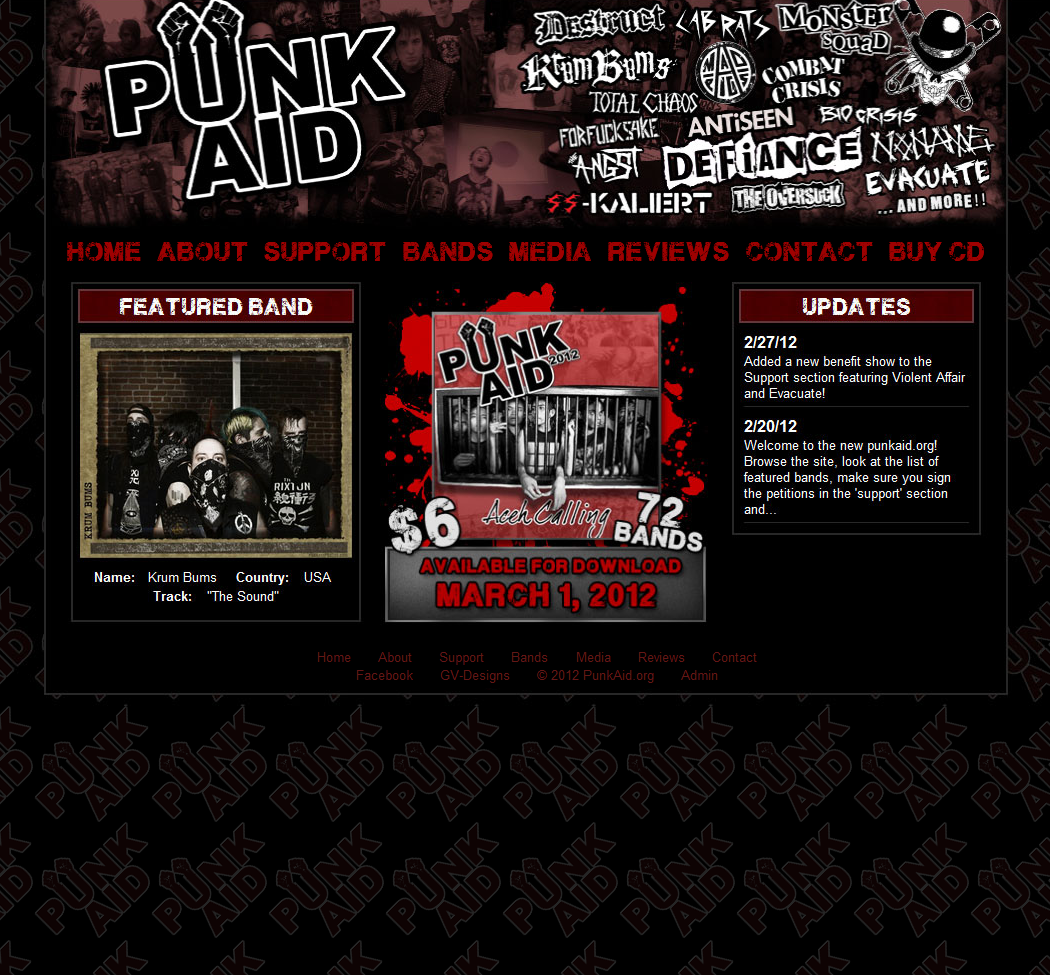 PUNK
AID
DESTRUCT
LAB RATS
MONSTER
SQUAD
KRUM BUMS
COMBAT
CRISIS
TOTAL CHAOS
ANTiSEEN
BIO CRISIS
FORFUCKSAKE
ANGST
DEFiANCE
NO NAME
EVACUATE
$$-KALIERT
THE OVERSUCK
...AND MORE!!
HOME ABOUT SUPPORT BANDS MEDIA REVIEWS CONTACT BUY CD
FEATURED BAND
KRUM BUMS
Name: Krum Bums Country: USA
Track: "The Sound"
PUNK
AID
2012
$6
Aceh Calling
72
BANDS
AVAILABLE FOR DOWNLOAD
MARCH 1, 2012
UPDATES
2/27/12
Added a new benefit show to the
Support section featuring Violent Affair
and Evacuate!
2/20/12
Welcome to the new punkaid.org!
Browse the site, look at the list of
featured bands, make sure you sign
the petitions in the 'support' section
and...
Home About Support Bands Media Reviews Contact
Facebook GV-Designs © 2012 PunkAid.org Admin